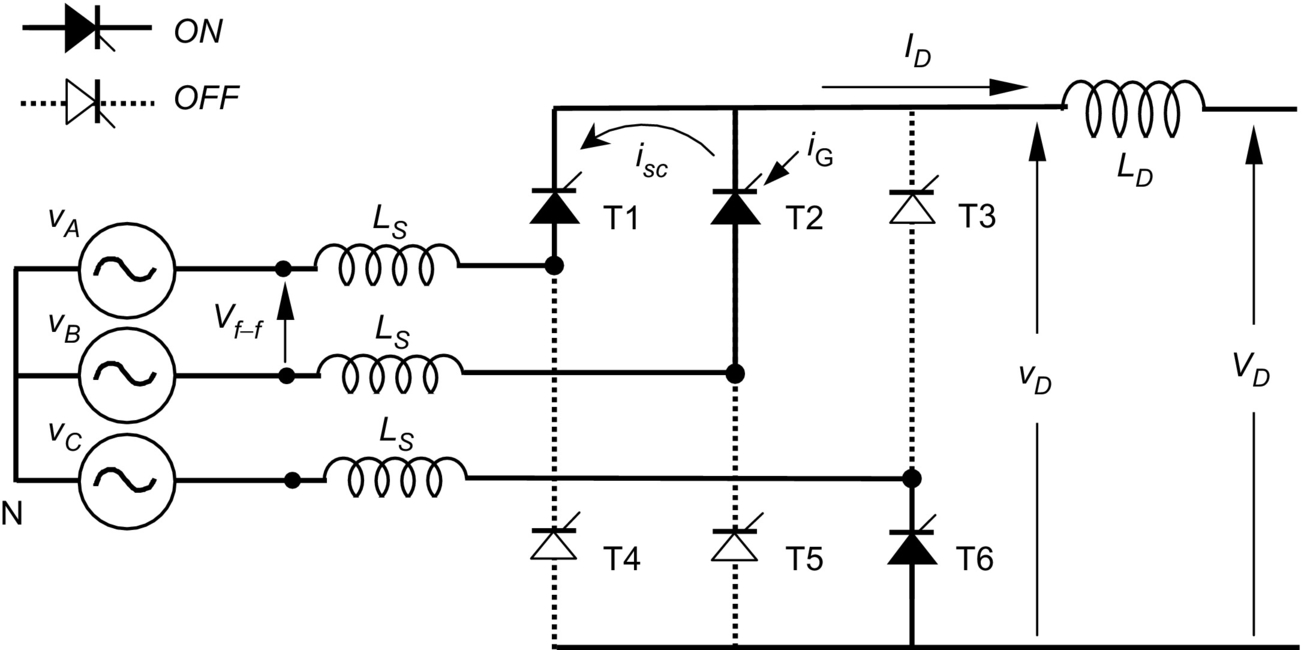 ON
OFF
I_D
i_sc
i_G
L_D
T1
T2
T3
v_A
L_S
V_f–f
v_B
L_S
v_D
V_D
v_C
L_S
N
T4
T5
T6